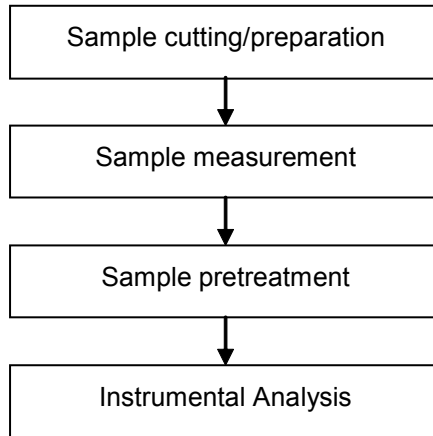 Sample cutting/preparation
Sample measurement
Sample pretreatment
Instrumental Analysis